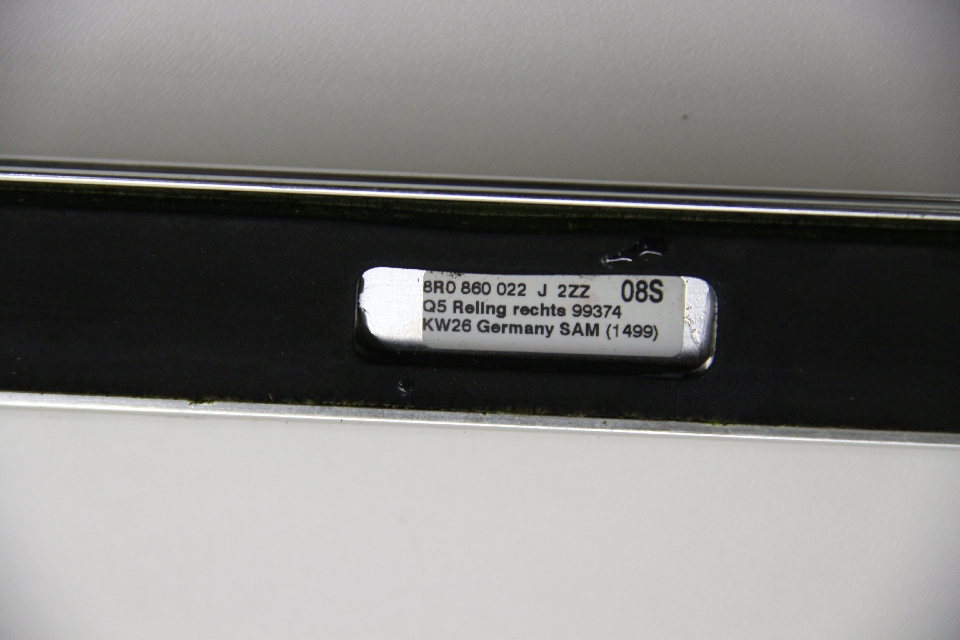 8R0 860 022 J 2ZZ 08S
Q5 Reling rechts 99374
KW26 Germany SAM (1499)